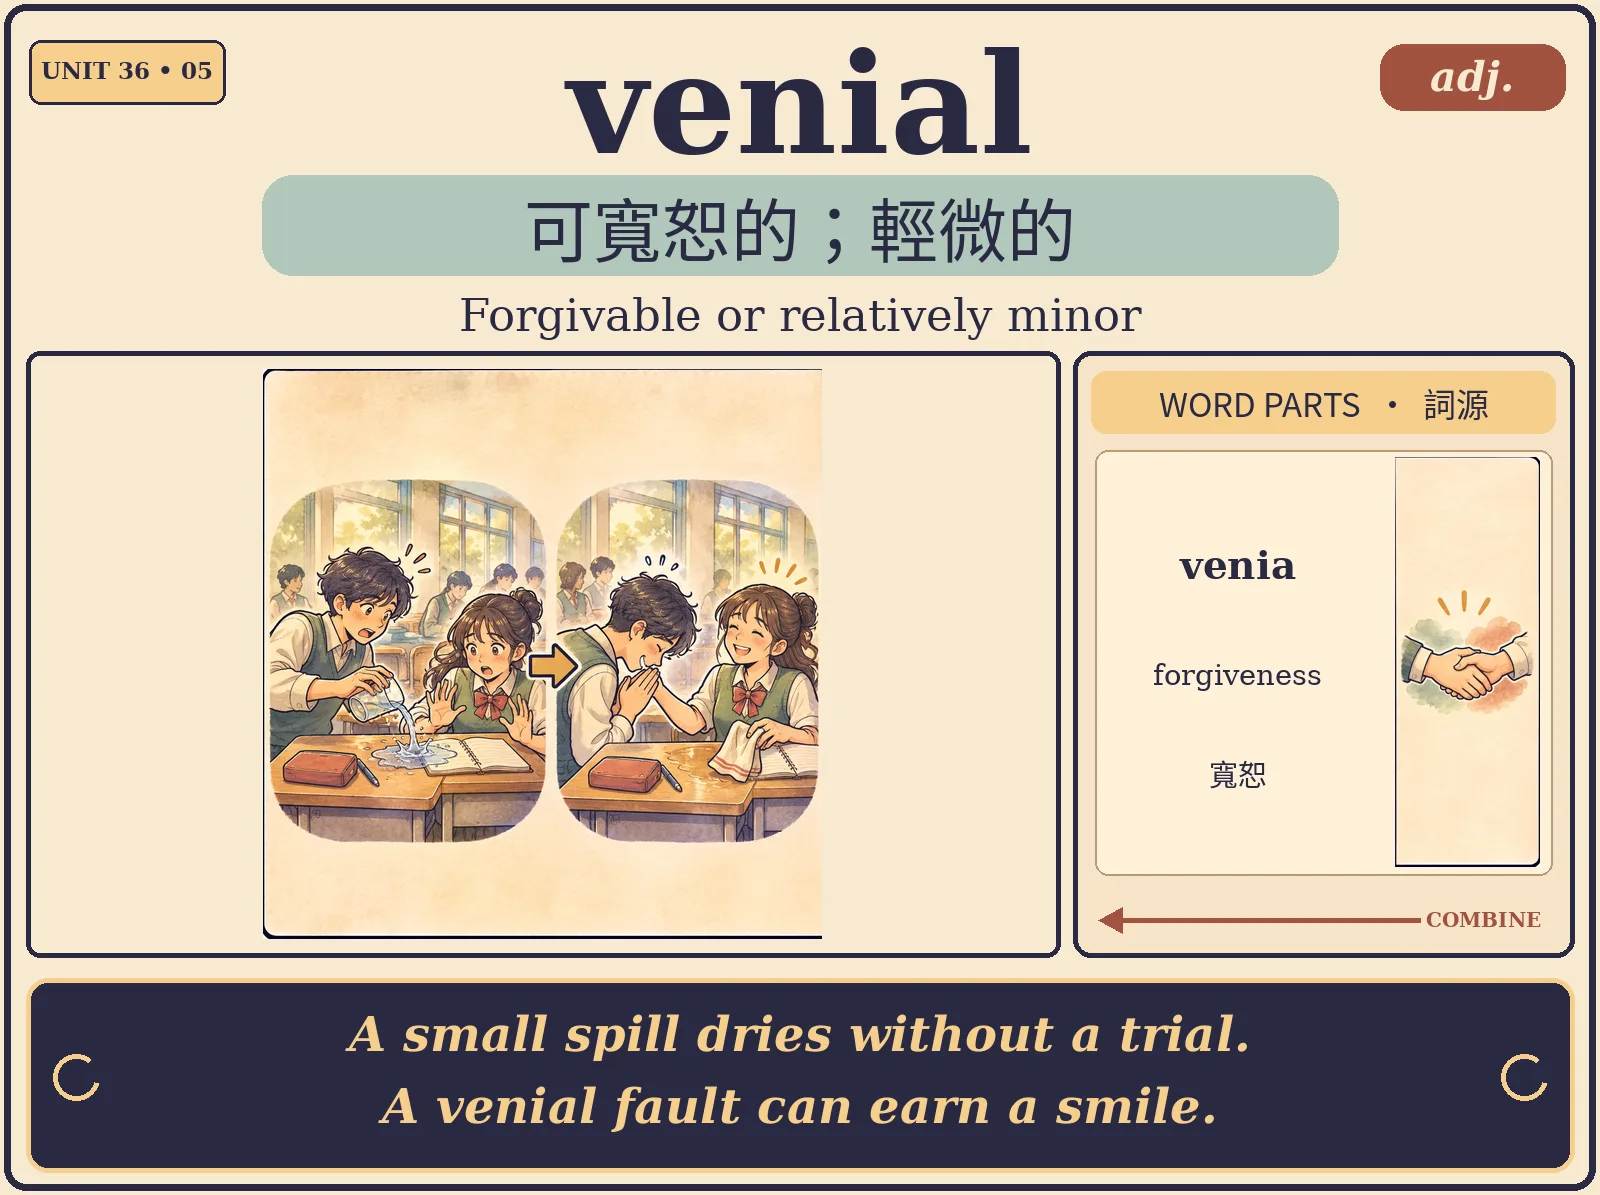 UNIT 36 • 05
venial
adj.
可寬恕的；輕微的
Forgivable or relatively minor
WORD PARTS · 詞源
venia
forgiveness
寬恕
COMBINE
A small spill dries without a trial.
A venial fault can earn a smile.